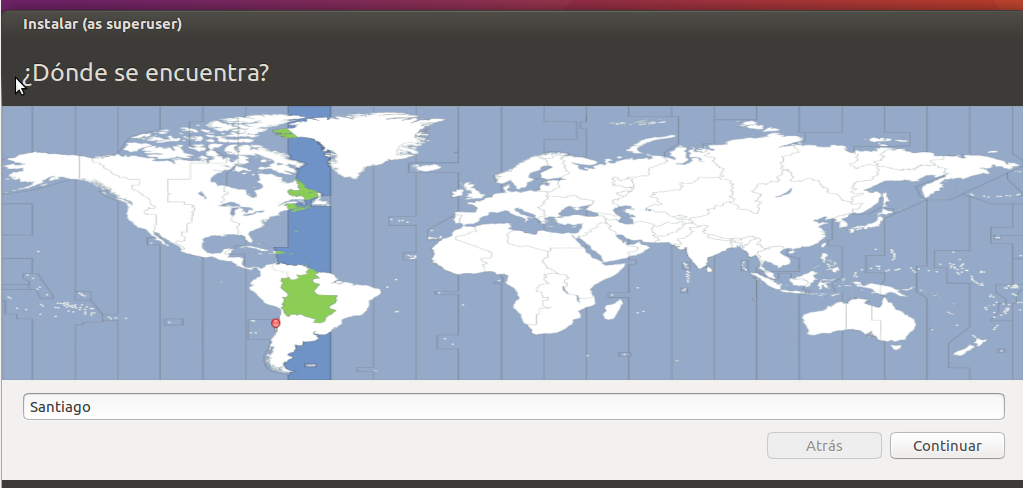 Instalar (as superuser)
¿Dónde se encuentra?
Santiago
Atrás
Continuar